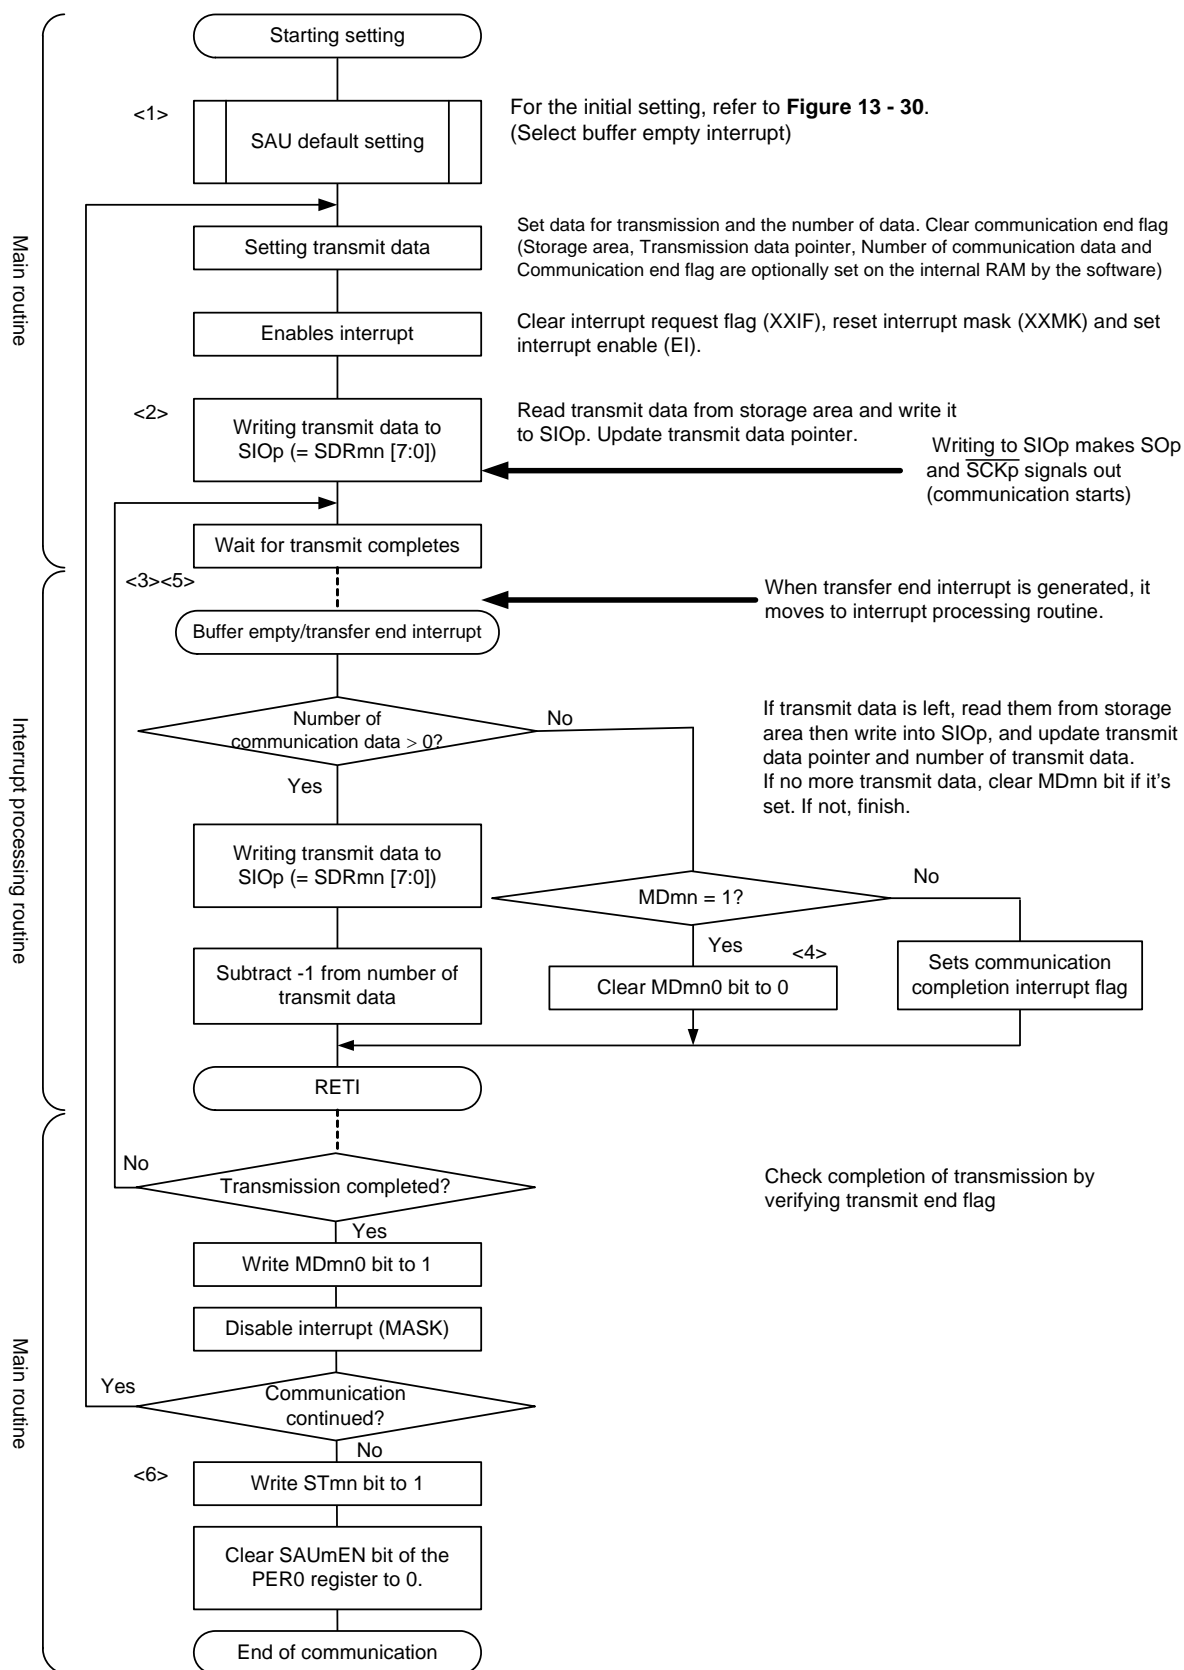 Starting setting
<1>
SAU default setting
For the initial setting, refer to Figure 13 - 30.
(Select buffer empty interrupt)
Main routine
Setting transmit data
Set data for transmission and the number of data. Clear communication end flag
(Storage area, Transmission data pointer, Number of communication data and
Communication end flag are optionally set on the internal RAM by the software)
Enables interrupt
Clear interrupt request flag (XXIF), reset interrupt mask (XXMK) and set
interrupt enable (EI).
<2>
Writing transmit data to
SIOp (= SDRmn [7:0])
Read transmit data from storage area and write it
to SIOp. Update transmit data pointer.
Writing to SIOp makes SOp
and SCKp signals out
(communication starts)
Wait for transmit completes
<3><5>
When transfer end interrupt is generated, it
moves to interrupt processing routine.
Buffer empty/transfer end interrupt
Interrupt processing routine
Number of
communication data > 0?
No
Yes
If transmit data is left, read them from storage
area then write into SIOp, and update transmit
data pointer and number of transmit data.
If no more transmit data, clear MDmn bit if it's
set. If not, finish.
Writing transmit data to
SIOp (= SDRmn [7:0])
MDmn = 1?
No
Yes
<4>
Subtract -1 from number of
transmit data
Clear MDmn0 bit to 0
Sets communication
completion interrupt flag
RETI
No
Transmission completed?
Yes
Check completion of transmission by
verifying transmit end flag
Write MDmn0 bit to 1
Disable interrupt (MASK)
Main routine
Yes
Communication
continued?
No
<6>
Write STmn bit to 1
Clear SAUmEN bit of the
PER0 register to 0.
End of communication